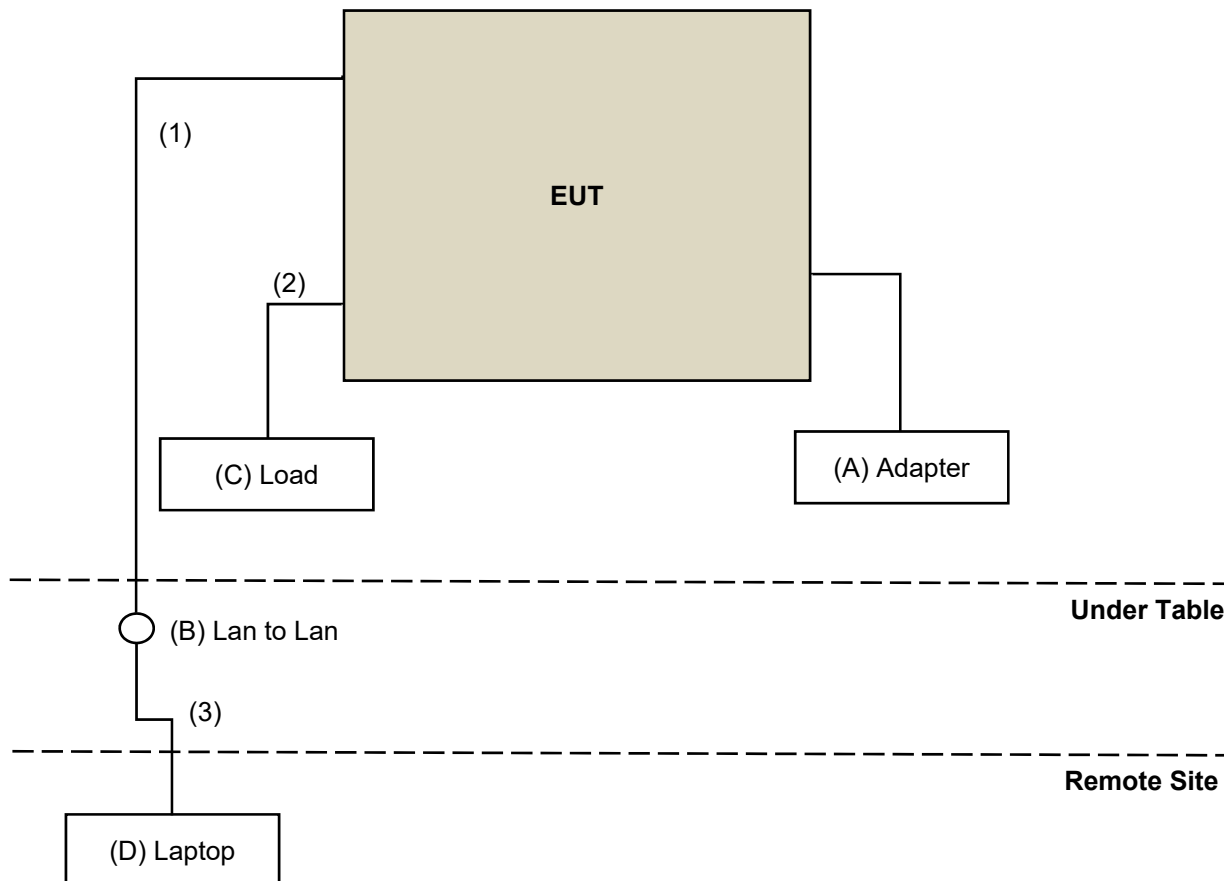 (1)
EUT
(2)
(C) Load
(A) Adapter
Under Table
(B) Lan to Lan
(3)
Remote Site
(D) Laptop